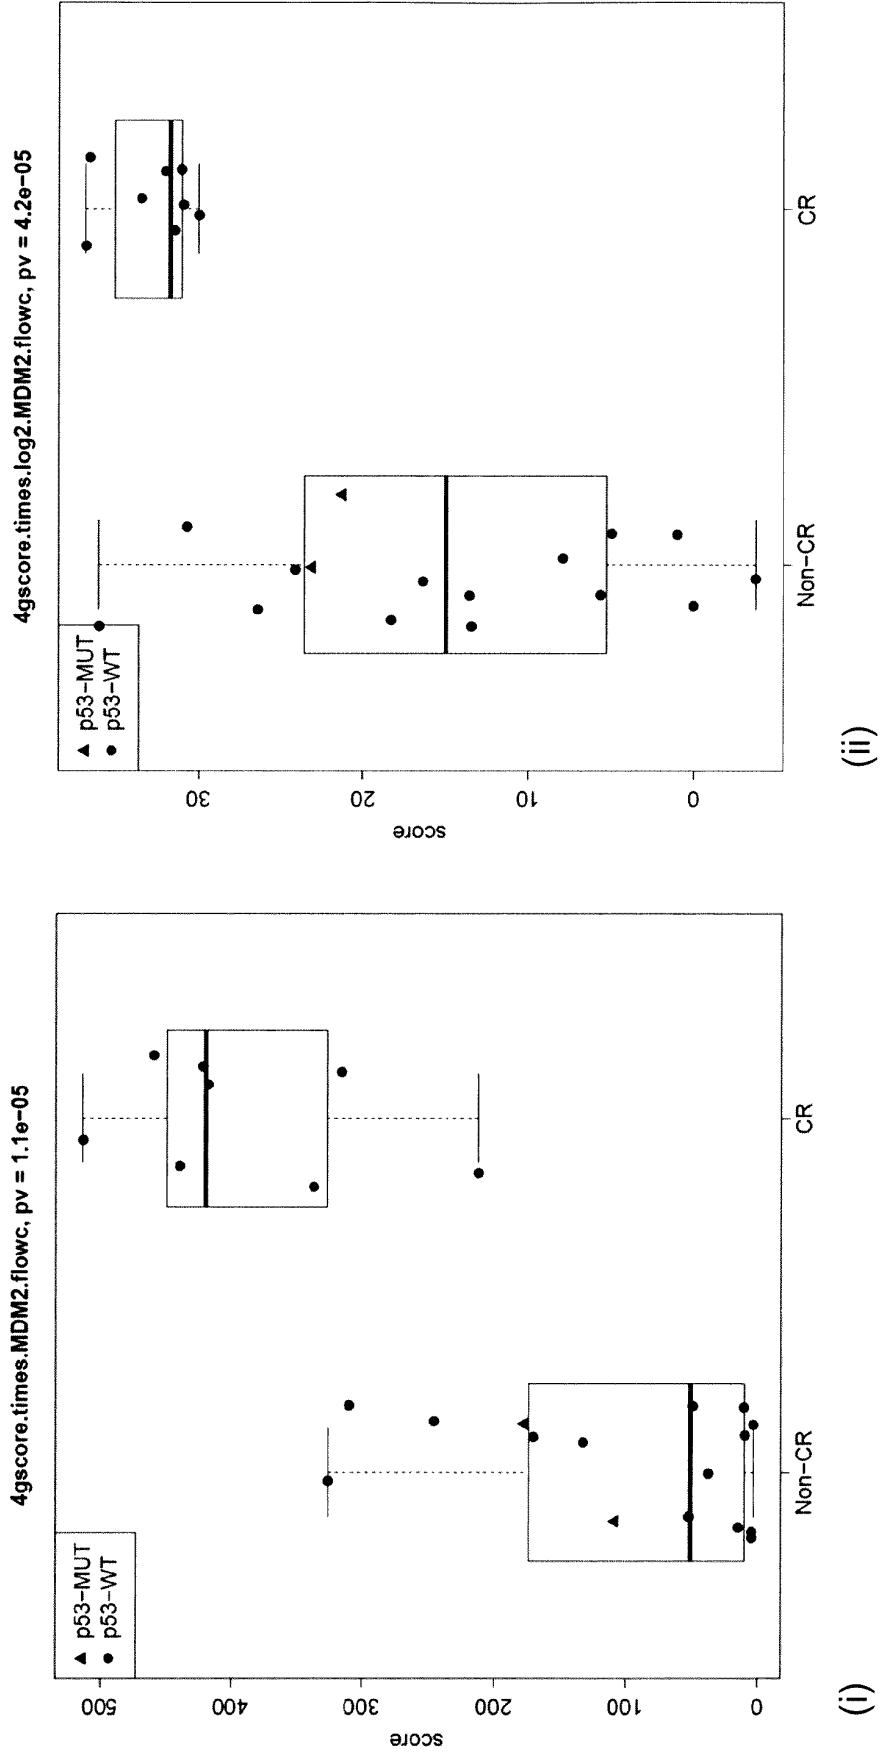 4gscore.times.MDM2.flowc, pv = 1.1e-05
p53-MUT
p53-WT
score
500
400
300
200
100
0
Non-CR
CR
(i)
4gscore.times.log2.MDM2.flowc, pv = 4.2e-05
p53-MUT
p53-WT
score
30
20
10
0
Non-CR
CR
(ii)